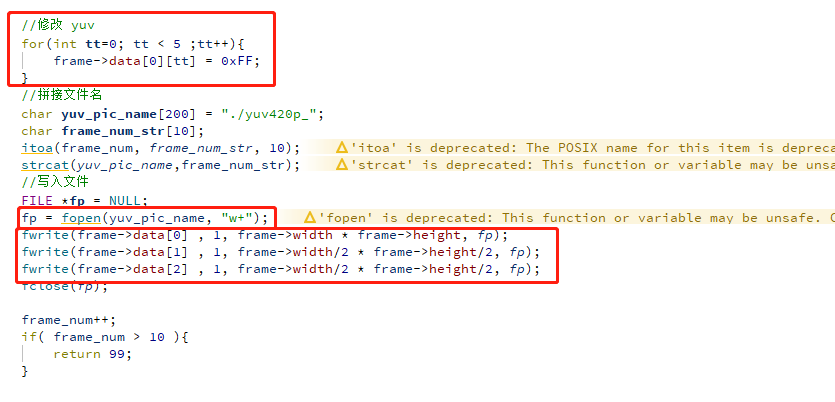 //修改 yuv
for(int tt=0; tt < 5 ;tt++){
frame->data[0][tt] = 0xFF;
}
//拼接文件名
char yuv_pic_name[200] = "./yuv420p_";
char frame_num_str[10];
itoa(frame_num, frame_num_str, 10); 'itoa' is deprecated: The POSIX name for this item is depreca
strcat(yuv_pic_name,frame_num_str); 'strcat' is deprecated: This function or variable may be unsa
//写入文件
FILE *fp = NULL;
fp = fopen(yuv_pic_name, "w+"); 'fopen' is deprecated: This function or variable may be unsafe. C
fwrite(frame->data[0] , 1, frame->width * frame->height, fp);
fwrite(frame->data[1] , 1, frame->width/2 * frame->height/2, fp);
fwrite(frame->data[2] , 1, frame->width/2 * frame->height/2, fp);
fclose(fp);
frame_num++;
if( frame_num > 10 ){
return 99;
}